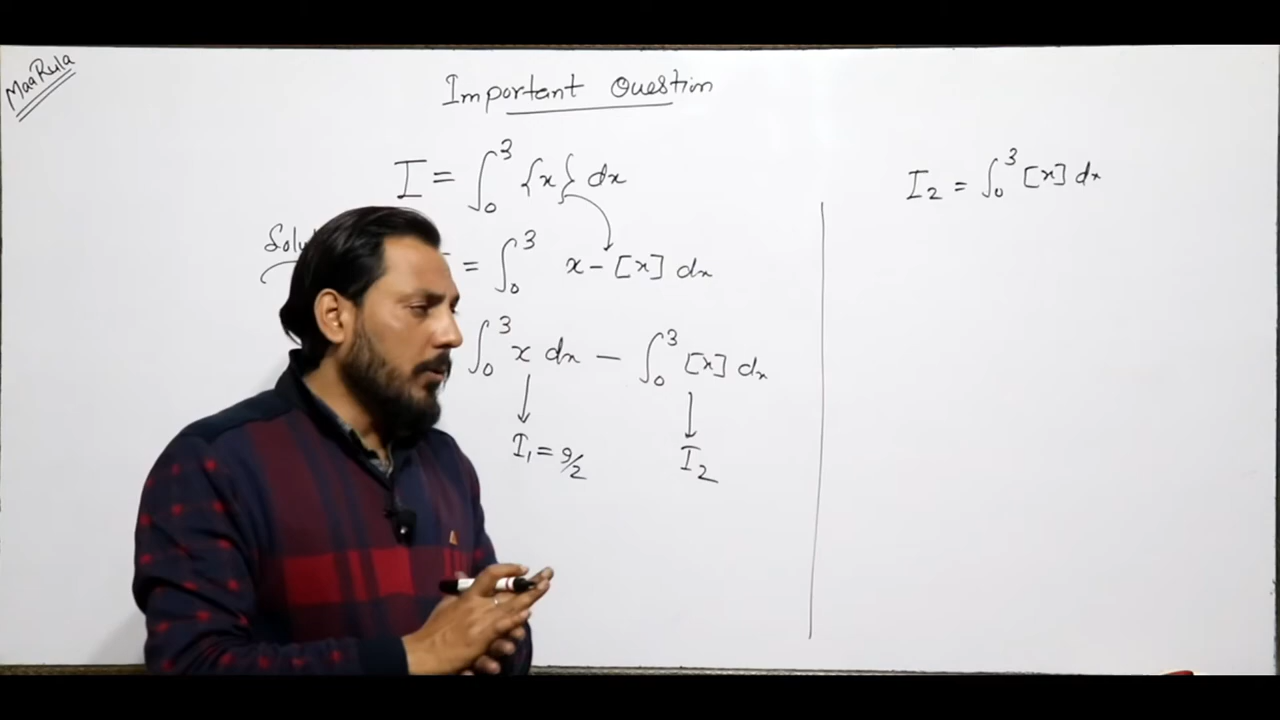 MaaRula
Important Question
I = ∫₀³ {x} dx
= ∫₀³ x - [x] dx
∫₀³ x dx - ∫₀³ [x] dx
I₁ = 9/2
I₂
I₂ = ∫₀³ [x] dx